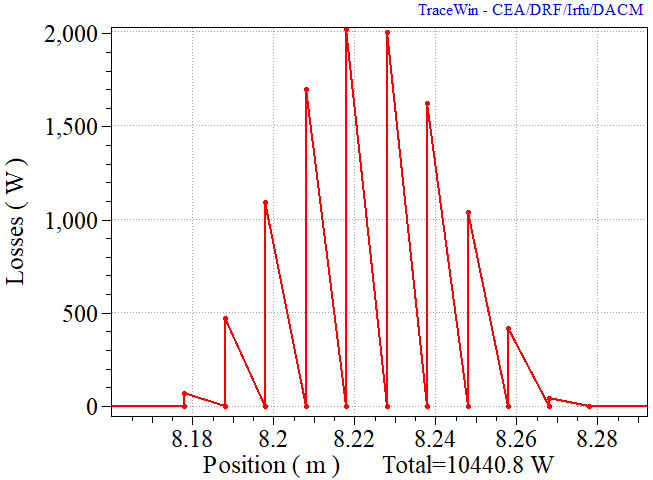 TraceWin - CEA/DRF/Irfu/DACM
2,000
1,500
1,000
500
0
Losses ( W )
8.18 8.2 8.22 8.24 8.26 8.28
Position ( m ) Total=10440.8 W